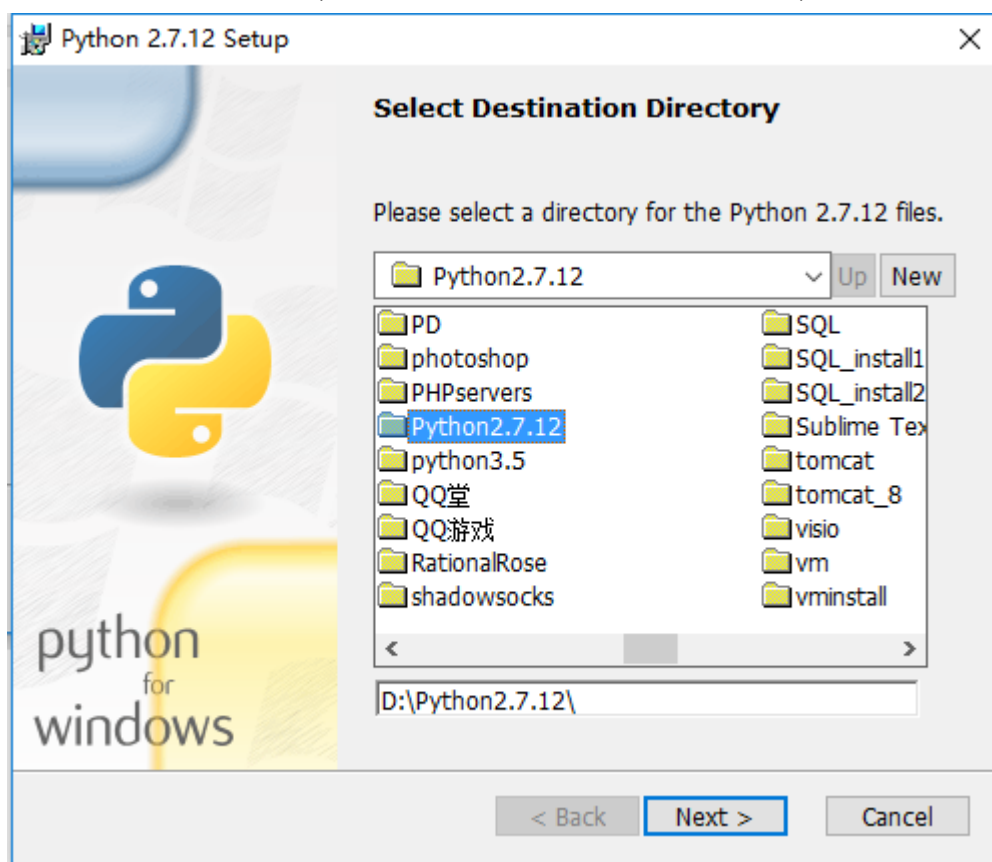 Python 2.7.12 Setup
Select Destination Directory
Please select a directory for the Python 2.7.12 files.
Python2.7.12
Up
New
PD
photoshop
PHPservers
Python2.7.12
python3.5
QQ堂
QQ游戏
RationalRose
shadowsocks
SQL
SQL_install1
SQL_install2
Sublime Tex
tomcat
tomcat_8
visio
vm
vminstall
D:\Python2.7.12\
python
for
windows
< Back
Next >
Cancel